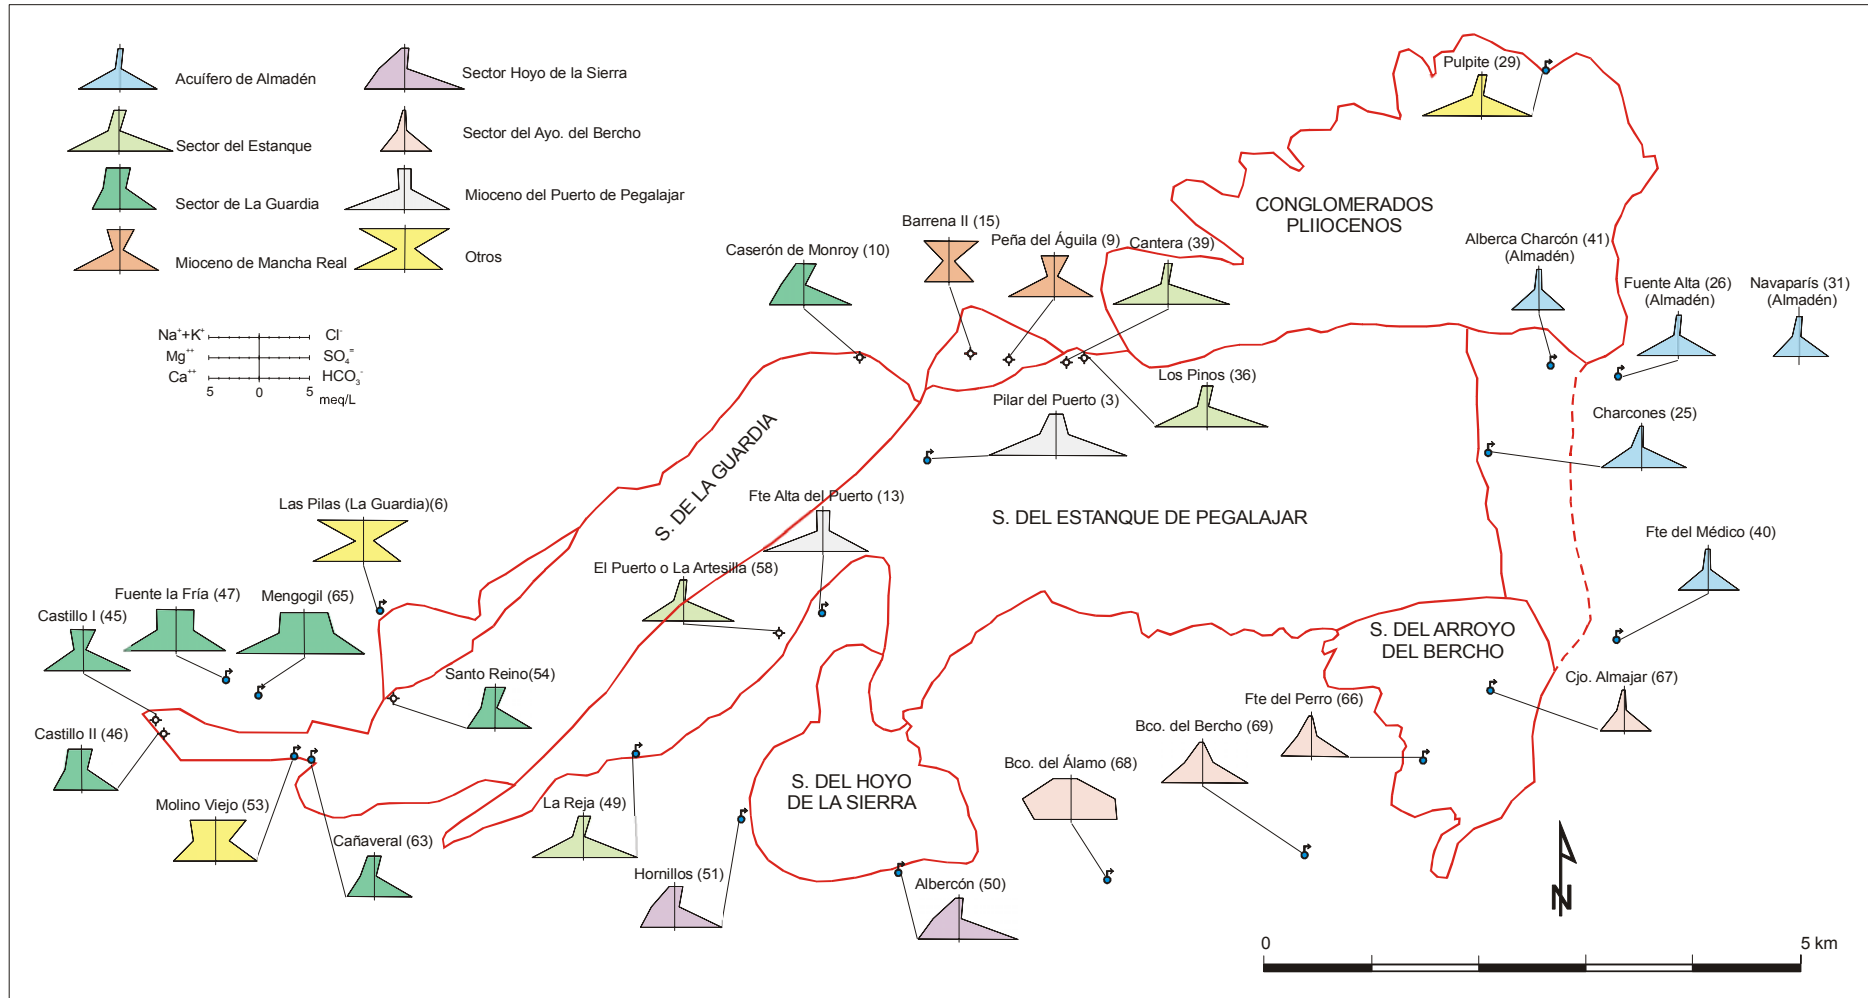 Acuífero de Almadén
Sector Hoyo de la Sierra
Sector del Estanque
Sector del Ayo. del Bercho
Sector de La Guardia
Mioceno del Puerto de Pegalajar
Mioceno de Mancha Real
Otros
Na⁺+K⁺ Cl⁻
Mg⁺⁺ SO₄⁼
Ca⁺⁺ HCO₃⁻
5 0 5
meq/L
Pulpite (29)
CONGLOMERADOS
PLIIOCENOS
Barrena II (15)
Peña del Águila (9)
Cantera (39)
Caserón de Monroy (10)
Alberca Charcón (41)
(Almadén)
Fuente Alta (26)
(Almadén)
Navaparís (31)
(Almadén)
Los Pinos (36)
Pilar del Puerto (3)
Charcones (25)
S. DE LA GUARDIA
Las Pilas (La Guardia)(6)
Fte Alta del Puerto (13)
S. DEL ESTANQUE DE PEGALAJAR
Fte del Médico (40)
El Puerto o La Artesilla (58)
Fuente la Fría (47)
Mengogil (65)
Castillo I (45)
S. DEL ARROYO
DEL BERCHO
Santo Reino(54)
Cjo. Almajar (67)
Fte del Perro (66)
Bco. del Bercho (69)
Castillo II (46)
Bco. del Álamo (68)
S. DEL HOYO
DE LA SIERRA
Molino Viejo (53)
La Reja (49)
Cañaveral (63)
Hornillos (51)
Albercón (50)
N
0 5 km